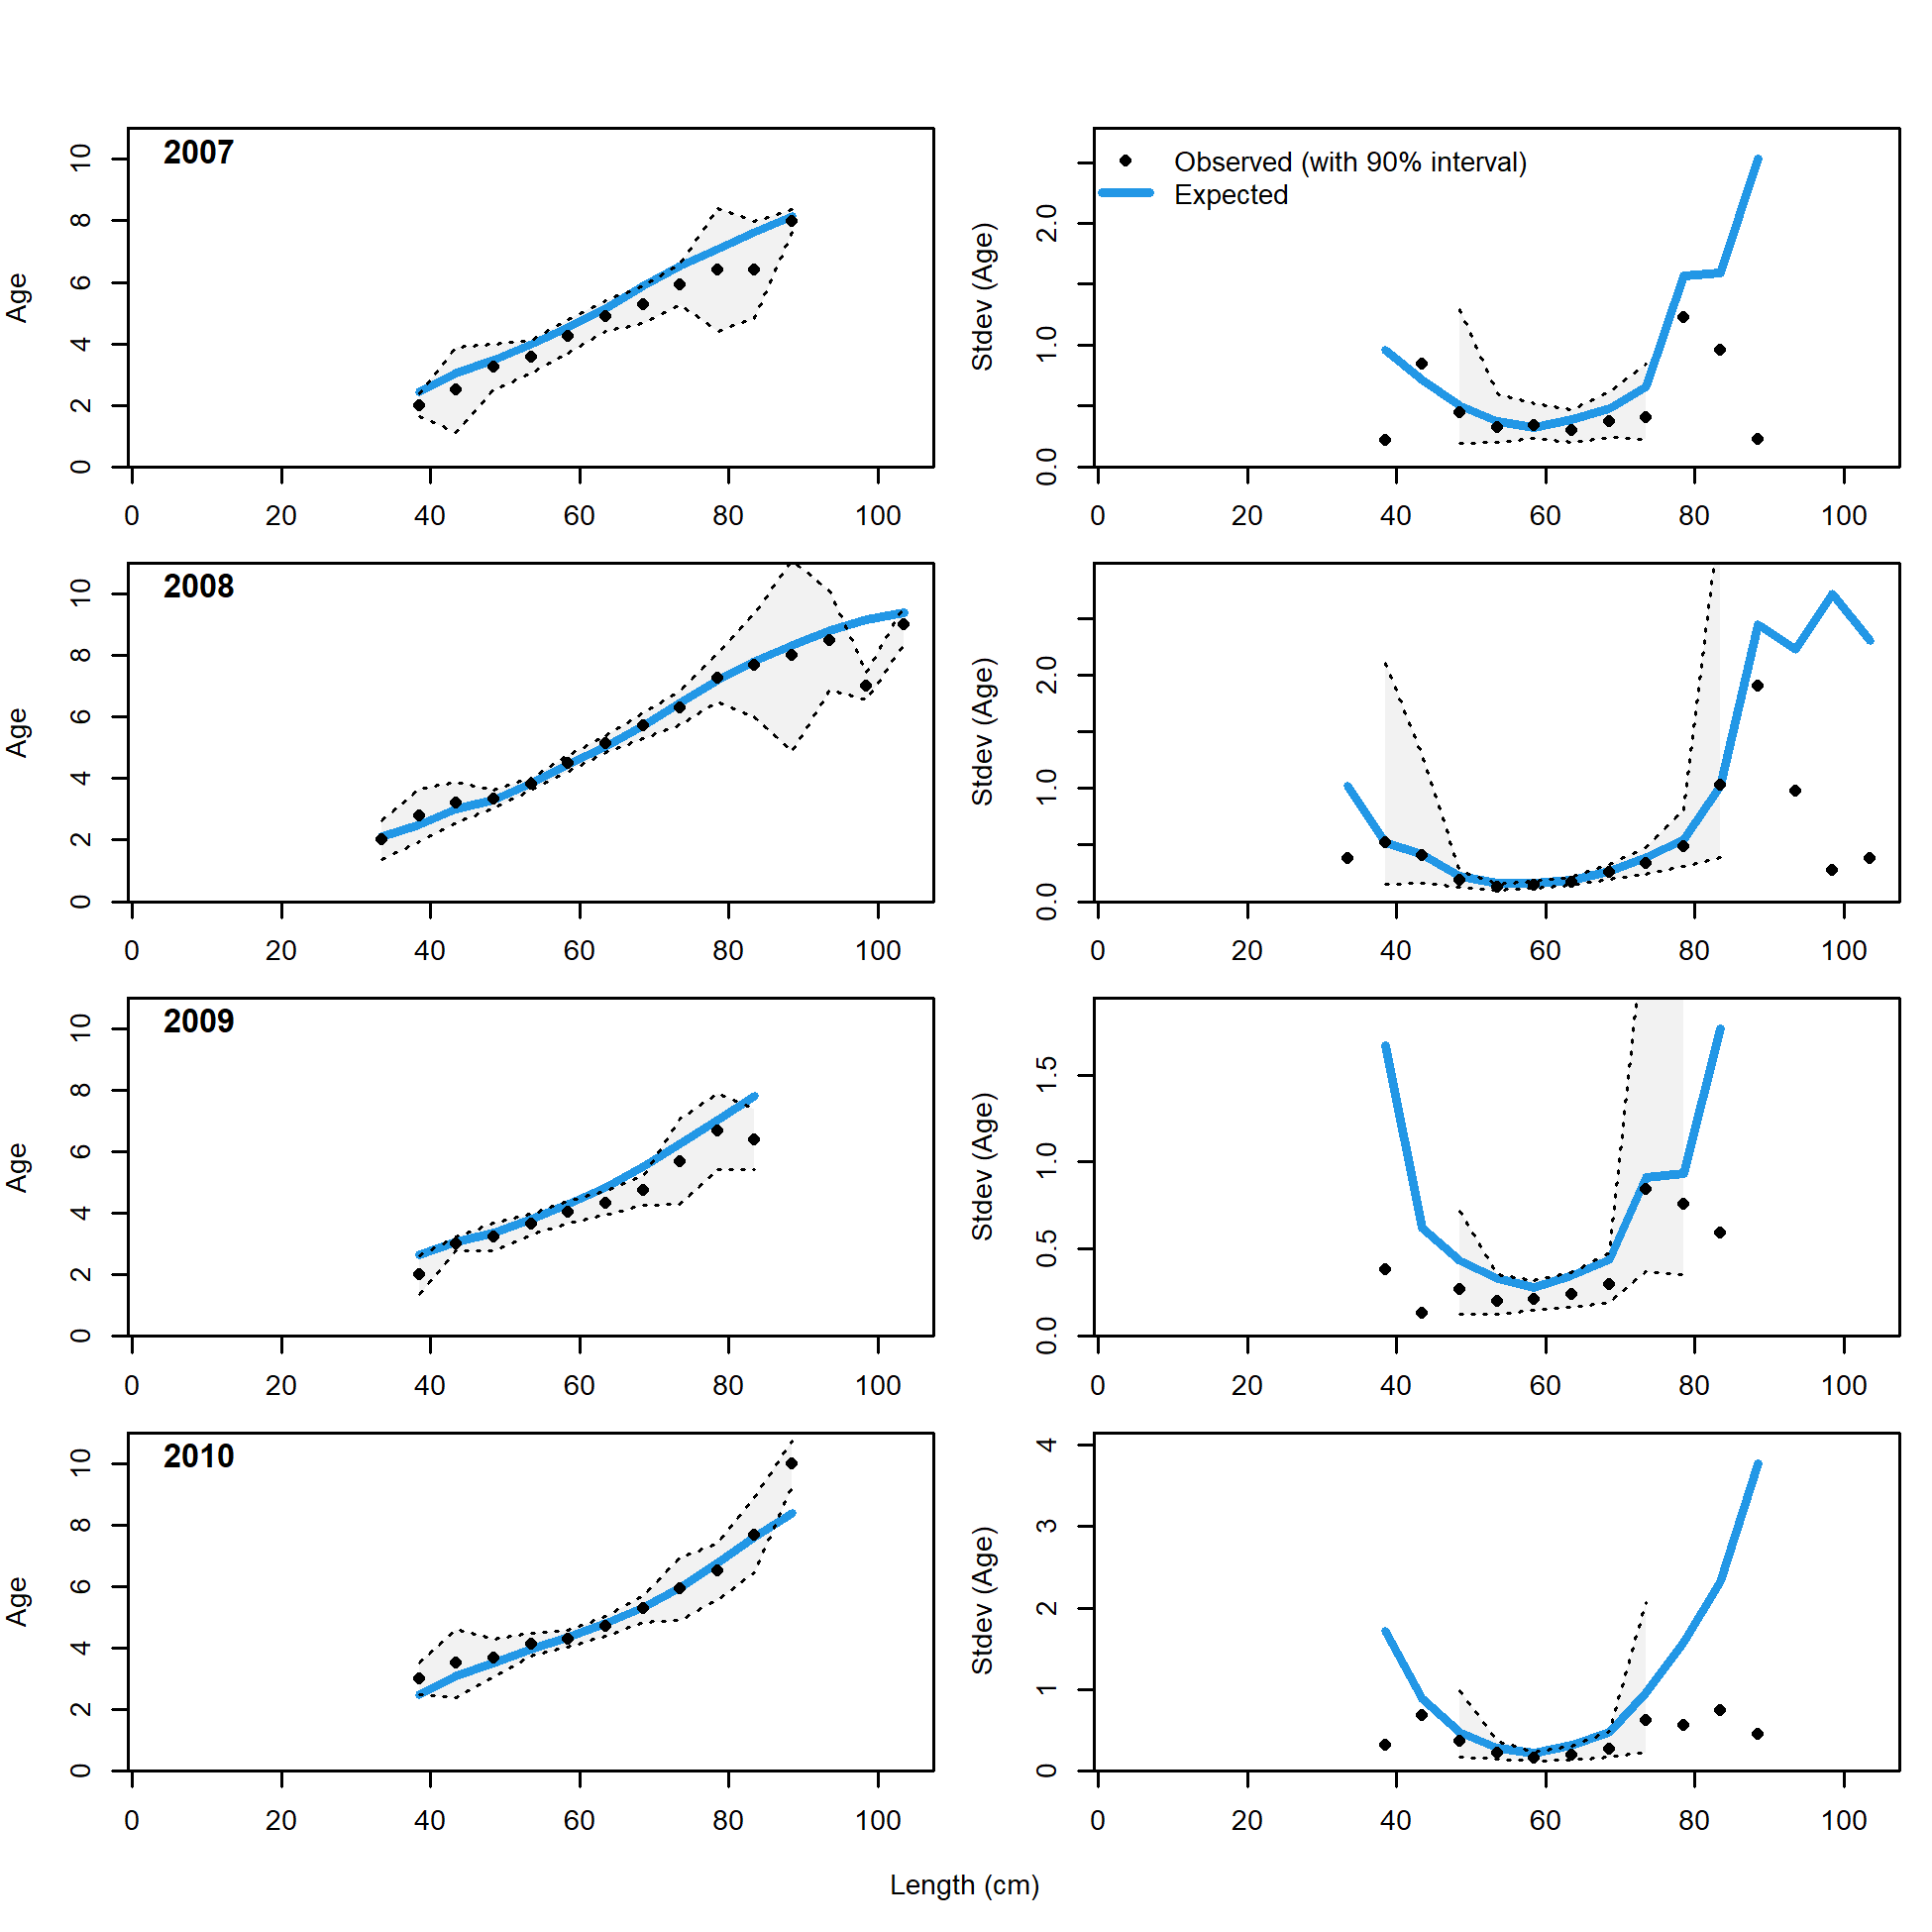 2007
Age
0 2 4 6 8 10
0 20 40 60 80 100
Observed (with 90% interval)
Expected
Stdev (Age)
0.0 1.0 2.0
0 20 40 60 80 100
2008
Age
0 2 4 6 8 10
0 20 40 60 80 100
Stdev (Age)
0.0 1.0 2.0
0 20 40 60 80 100
2009
Age
0 2 4 6 8 10
0 20 40 60 80 100
Stdev (Age)
0.0 0.5 1.0 1.5
0 20 40 60 80 100
2010
Age
0 2 4 6 8 10
0 20 40 60 80 100
Stdev (Age)
0 1 2 3 4
0 20 40 60 80 100
Length (cm)